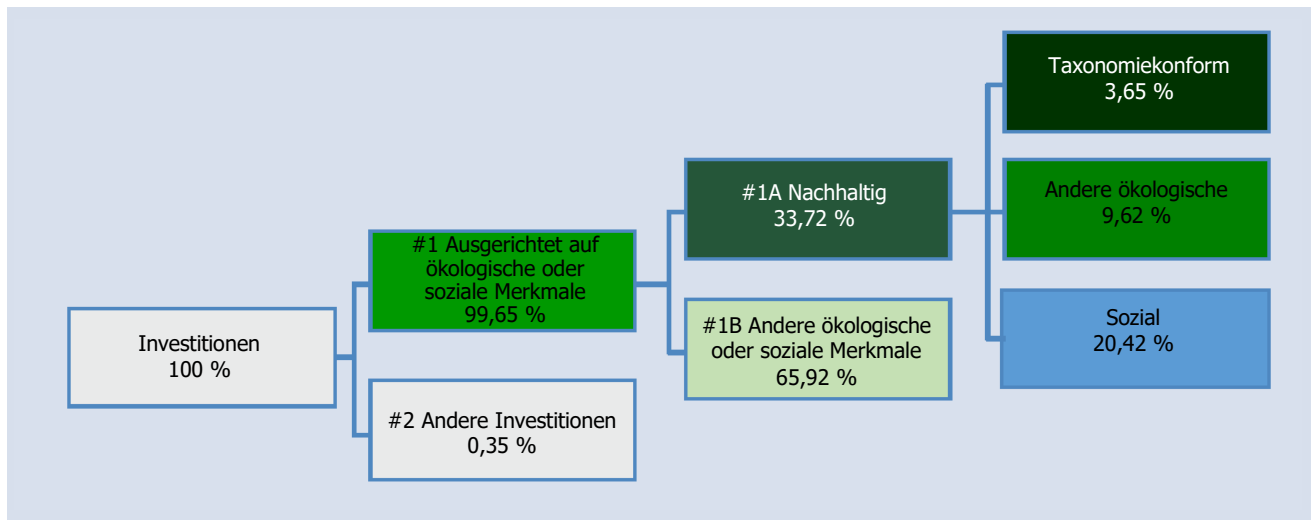 Investitionen
100 %
#1 Ausgerichtet auf
ökologische oder
soziale Merkmale
99,65 %
#2 Andere Investitionen
0,35 %
#1A Nachhaltig
33,72 %
#1B Andere ökologische
oder soziale Merkmale
65,92 %
Taxonomiekonform
3,65 %
Andere ökologische
9,62 %
Sozial
20,42 %